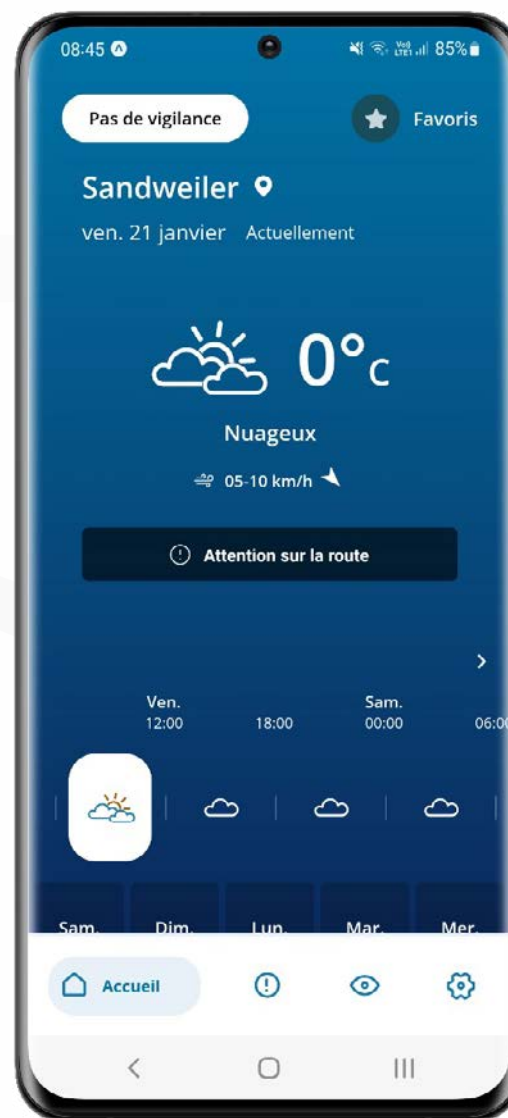 08:45 85%
Pas de vigilance Favoris
Sandweiler
ven. 21 janvier Actuellement
0°C
Nuageux
05-10 km/h
Attention sur la route
Ven. Sam.
12:00 18:00 00:00 06:00
Sam. Dim. Lun. Mar. Mer.
Accueil